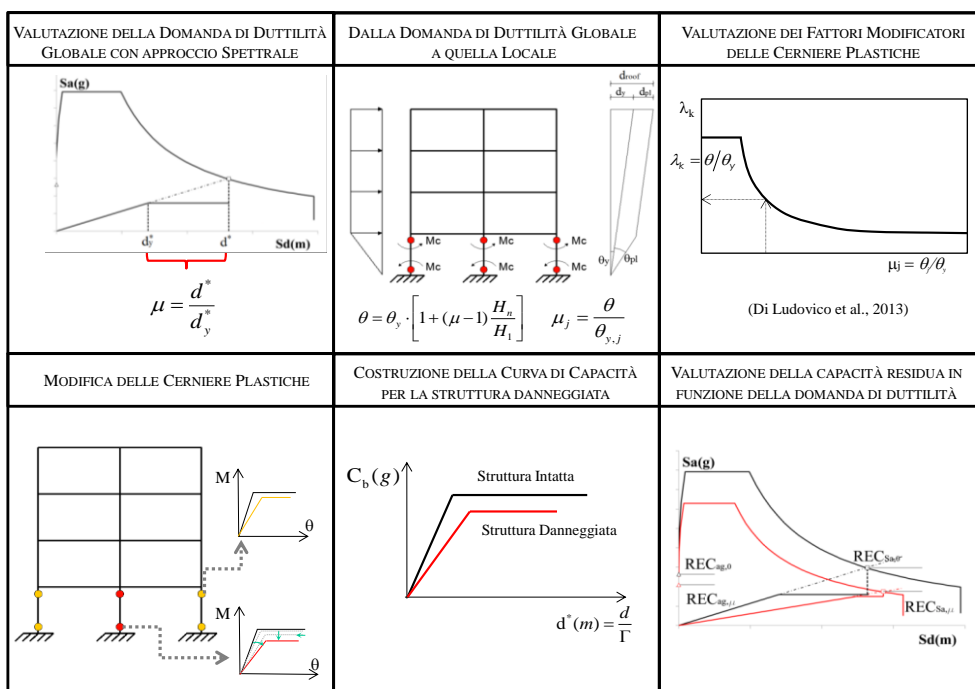 VALUTAZIONE DELLA DOMANDA DI DUTTILITÀ
GLOBALE CON APPROCCIO SPETTRALE
Sa(g)
d*y
d*
Sd(m)
μ = d* / d*y
DALLA DOMANDA DI DUTTILITÀ GLOBALE
A QUELLA LOCALE
droof
dy dpl
Mc Mc Mc
Mc Mc Mc
θy θpl
θ = θy · [1 + (μ − 1) Hn / H1] μj = θ / θy,j
VALUTAZIONE DEI FATTORI MODIFICATORI
DELLE CERNIERE PLASTICHE
λk
λk = θ/θy
μj = θ/θy
(Di Ludovico et al., 2013)
MODIFICA DELLE CERNIERE PLASTICHE
M
θ
M
θ
COSTRUZIONE DELLA CURVA DI CAPACITÀ
PER LA STRUTTURA DANNEGGIATA
Cb(g)
Struttura Intatta
Struttura Danneggiata
d*(m) = d / Γ
VALUTAZIONE DELLA CAPACITÀ RESIDUA IN
FUNZIONE DELLA DOMANDA DI DUTTILITÀ
Sa(g)
RECSa,0
RECag,0
RECag,j,i
RECSa,j,i
Sd(m)